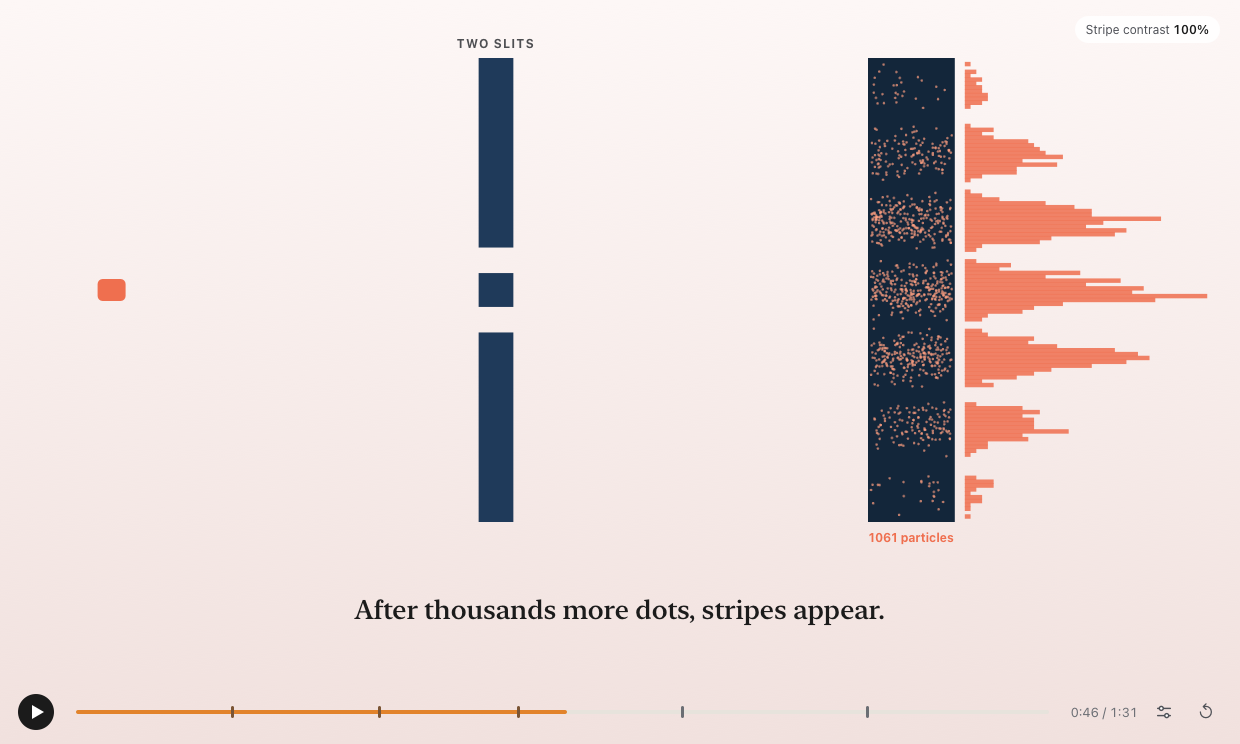 Stripe contrast 100%
TWO SLITS
1061 particles
After thousands more dots, stripes appear.
0:46 / 1:31